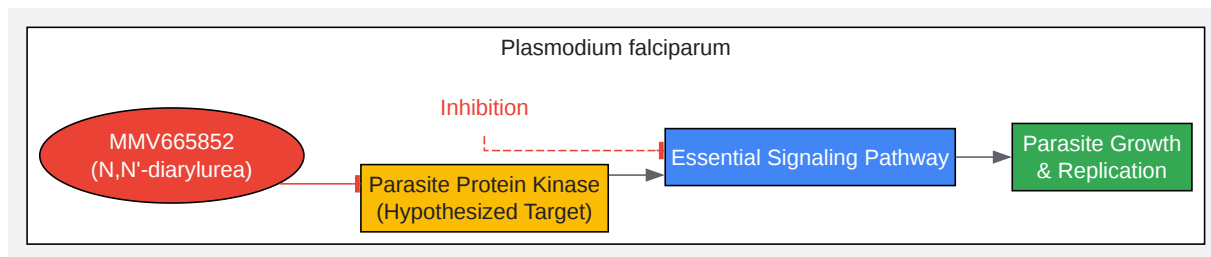 Plasmodium falciparum
Inhibition
MMV665852
(N,N'-diarylurea)
Parasite Protein Kinase
(Hypothesized Target)
Essential Signaling Pathway
Parasite Growth
& Replication